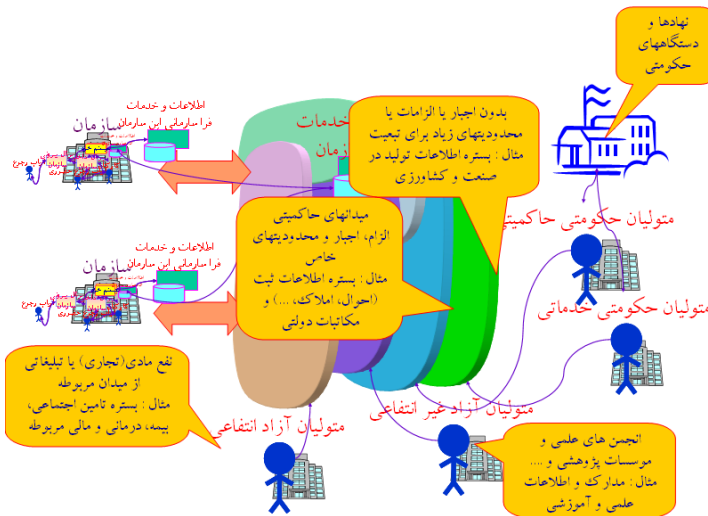 نهادها و
دستگاههای
حکومتی
بدون اجبار یا الزامات یا
محدودیتهای زیاد برای تبعیت
مثال : بستره اطلاعات تولید در
صنعت و کشاورزی
اطلاعات و خدمات
فرا سازمانی این سازمان
سازمان
خدمات
میدانهای حاکمیتی
الزام، اجبار و محدودیتهای
خاص
مثال : بستره اطلاعات ثبت
(احوال، املاک، ...) و
مکاتبات دولتی
متولیان حکومتی حاکمیتی
اطلاعات و خدمات
فرا سازمانی این سازمان
سازمان
متولیان حکومتی خدماتی
نفع مادی(تجاری) یا تبلیغاتی
از میدان مربوطه
مثال : بستره تامین اجتماعی،
بیمه، درمانی و مالی مربوطه
متولیان آزاد غیر انتفاعی
متولیان آزاد انتفاعی
انجمن های علمی و
موسسات پژوهشی و ....
مثال : مدارک و اطلاعات
علمی و آموزشی